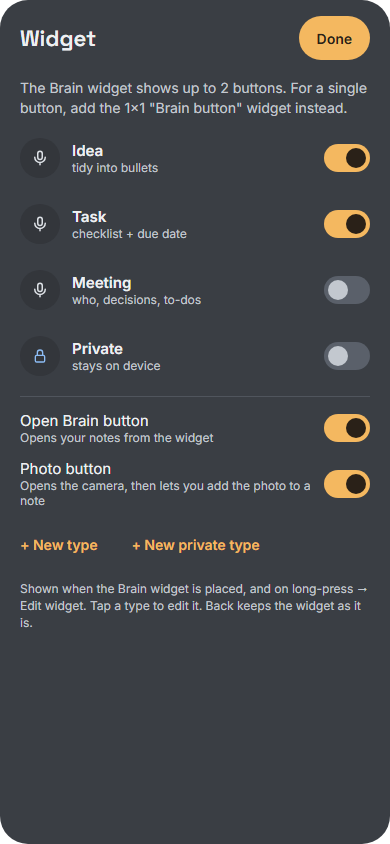 Widget
Done
The Brain widget shows up to 2 buttons. For a single
button, add the 1×1 "Brain button" widget instead.
Idea
tidy into bullets
Task
checklist + due date
Meeting
who, decisions, to-dos
Private
stays on device
Open Brain button
Opens your notes from the widget
Photo button
Opens the camera, then lets you add the photo to a
note
+ New type
+ New private type
Shown when the Brain widget is placed, and on long-press →
Edit widget. Tap a type to edit it. Back keeps the widget as it
is.